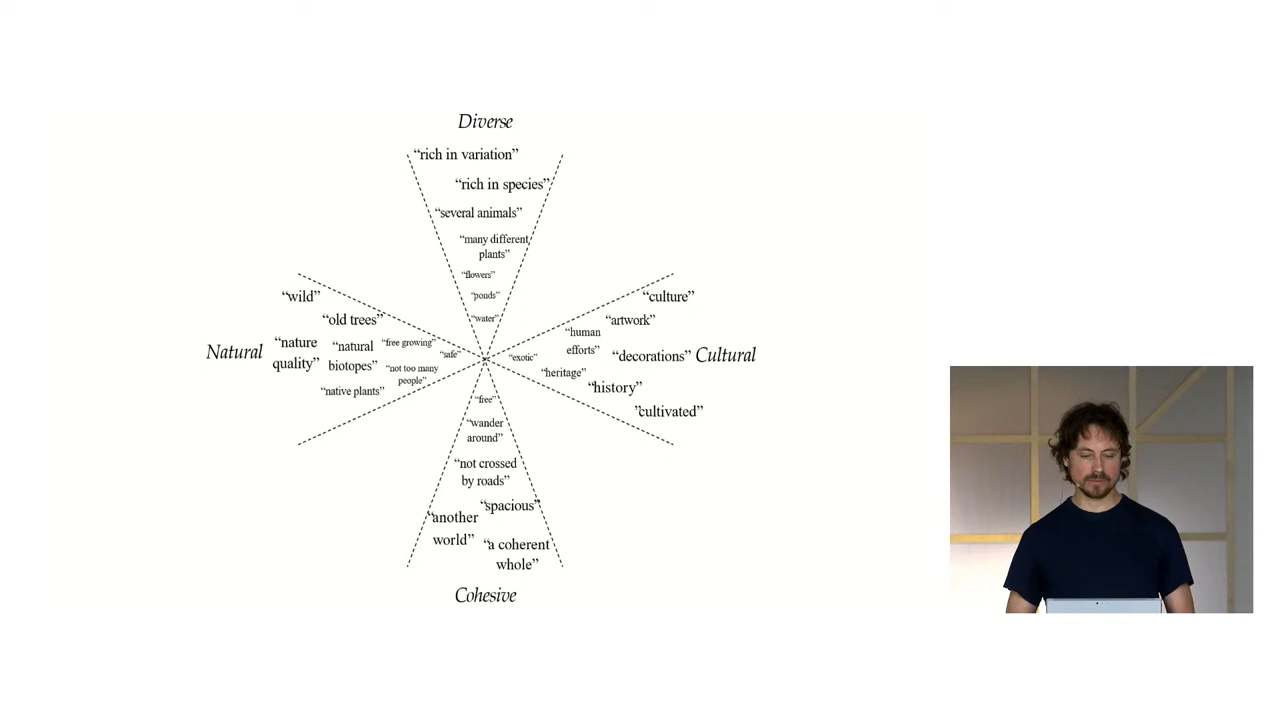 Diverse
“rich in variation”
“rich in species”
“several animals”
“many different
plants”
“flowers”
“ponds”
“water”
Natural
“wild”
“old trees”
“nature
quality”
“natural
biotopes”
“free growing”
“safe”
“not too many
people”
“native plants”
“exotic”
“human
efforts”
“heritage”
“culture”
“artwork”
“decorations”
“history”
”cultivated”
Cultural
“free”
“wander
around”
“not crossed
by roads”
“spacious”
“another
world”
“a coherent
whole”
Cohesive